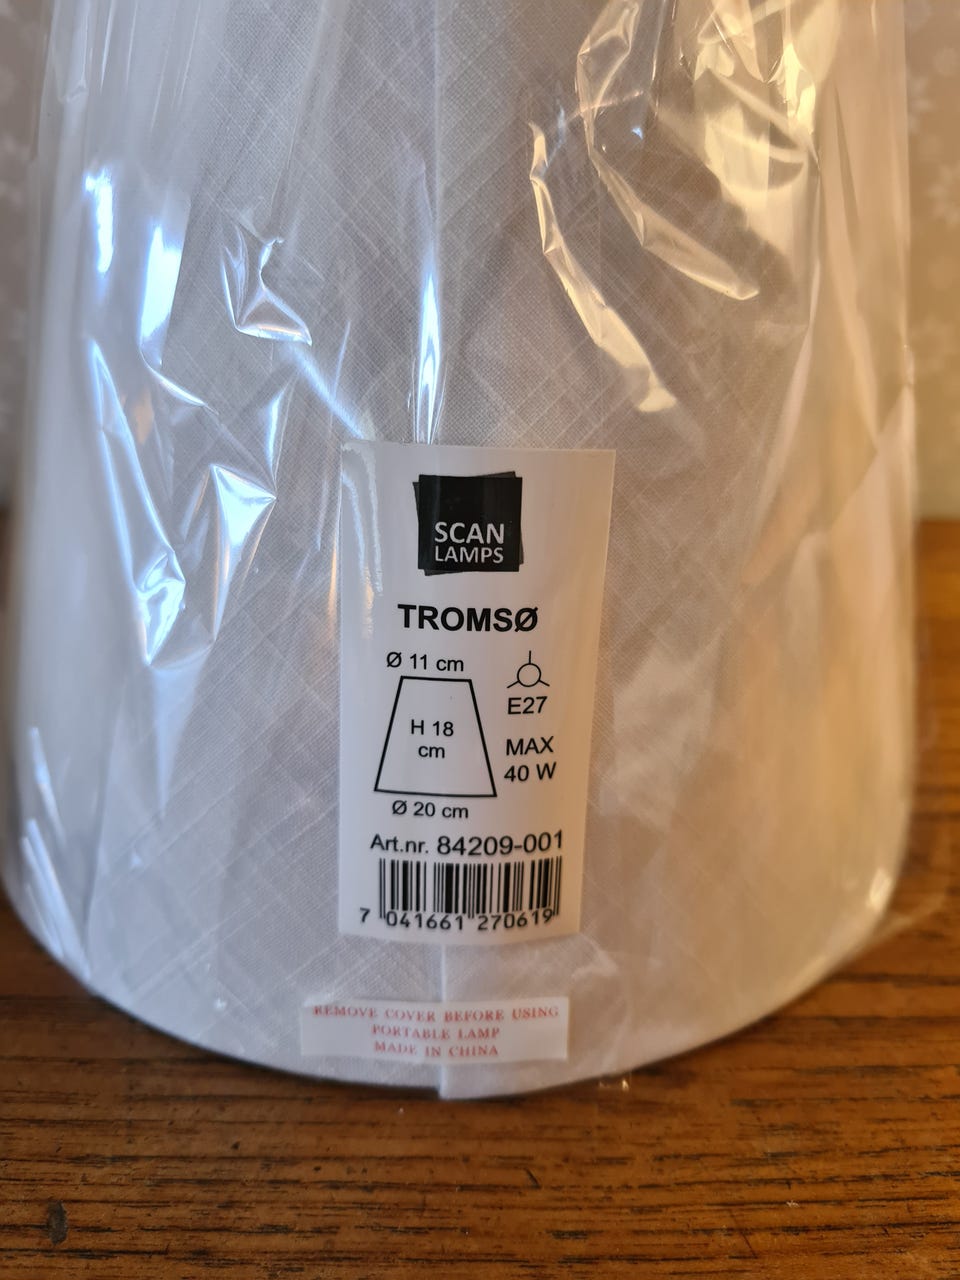 SCAN
LAMPS
TROMSØ
Ø 11 cm
E27
H 18
cm
MAX
40 W
Ø 20 cm
Art.nr. 84209-001
7 041661 270619
REMOVE COVER BEFORE USING
PORTABLE LAMP
MADE IN CHINA